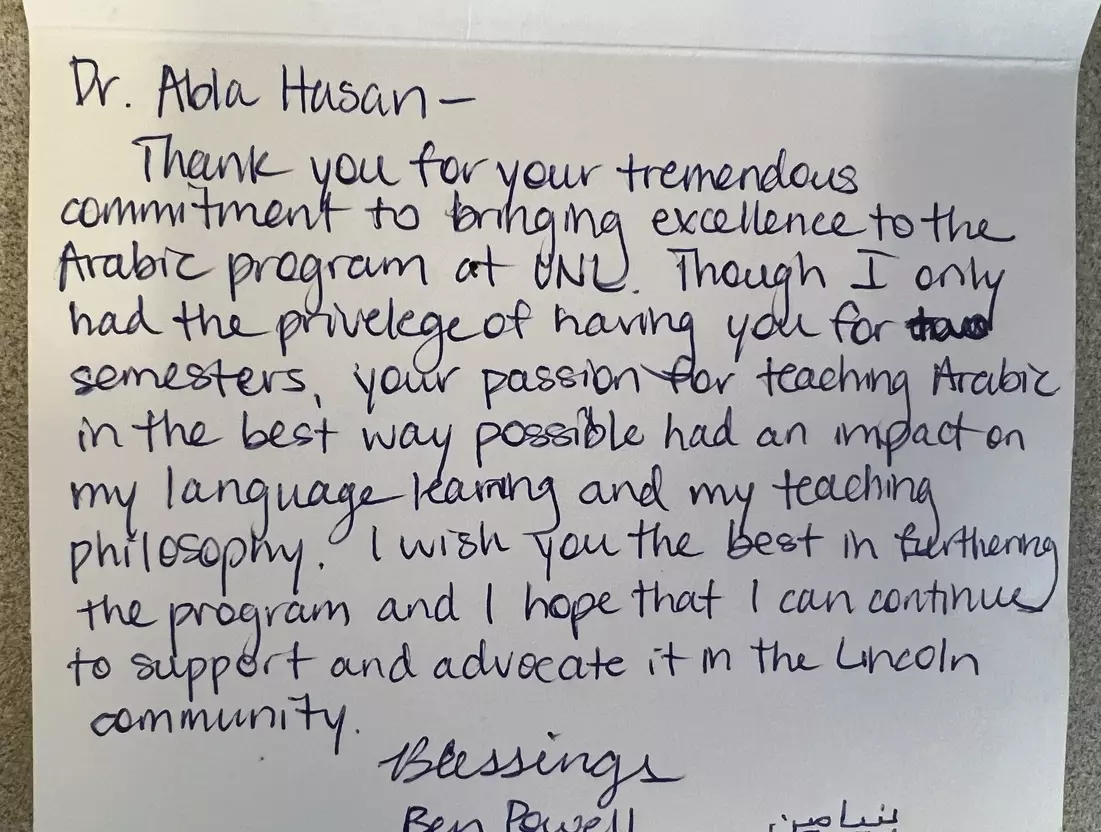 Dr. Abla Hasan –
Thank you for your tremendous
commitment to bringing excellence to the
Arabic program at UNL. Though I only
had the privelege of having you for two
semesters, your passion for teaching Arabic
in the best way possible had an impact on
my language learning and my teaching
philosophy. I wish you the best in furthering
the program and I hope that I can continue
to support and advocate it in the Lincoln
community.
Blessings
Ben Powell بنيامين